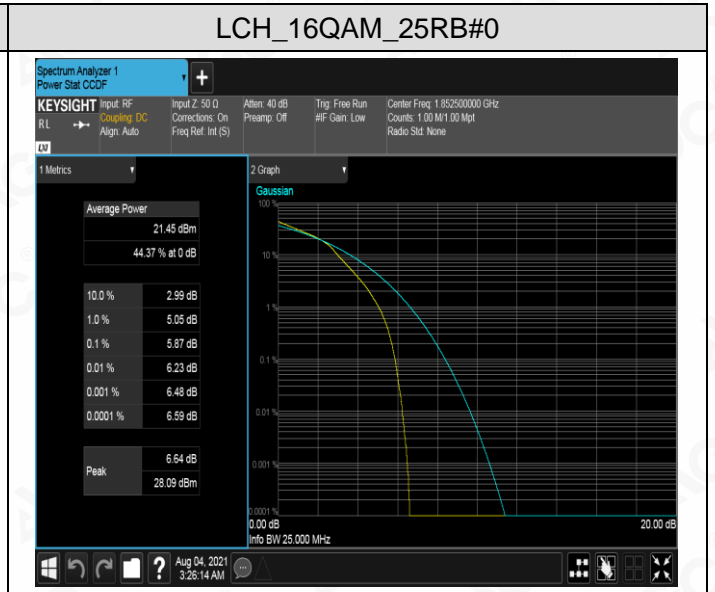 LCH_16QAM_25RB#0
Spectrum Analyzer 1
Power Stat CCDF
+
KEYSIGHT
RL
LXI
Input: RF
Coupling: DC
Align: Auto
Input Z: 50 Ω
Corrections: On
Freq Ref: Int (S)
Atten: 40 dB
Preamp: Off
Trig: Free Run
#IF Gain: Low
Center Freq: 1.852500000 GHz
Counts: 1.00 M/1.00 Mpt
Radio Std: None
1 Metrics
Average Power
21.45 dBm
44.37 % at 0 dB
10.0 % 2.99 dB
1.0 % 5.05 dB
0.1 % 5.87 dB
0.01 % 6.23 dB
0.001 % 6.48 dB
0.0001 % 6.59 dB
Peak 6.64 dB
28.09 dBm
2 Graph
Gaussian
100 %
10 %
1 %
0.1 %
0.01 %
0.001 %
0.0001 %
0.00 dB 20.00 dB
Info BW 25.000 MHz
?
Aug 04, 2021
3:26:14 AM